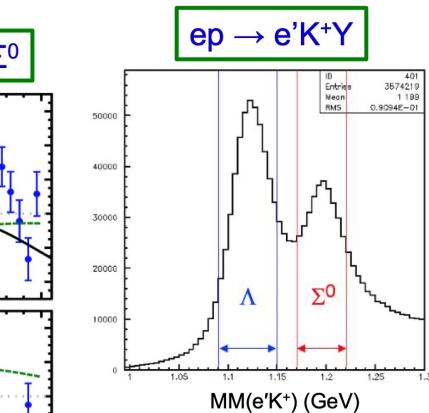 Σ⁰
ep → e'K⁺Y
ID 401
Entries 3574219
Mean 1.199
RMS 0.9094E-01
50000
40000
30000
20000
10000
0
Λ
Σ⁰
1 1.05 1.1 1.15 1.2 1.25 1.3
MM(e'K⁺) (GeV)